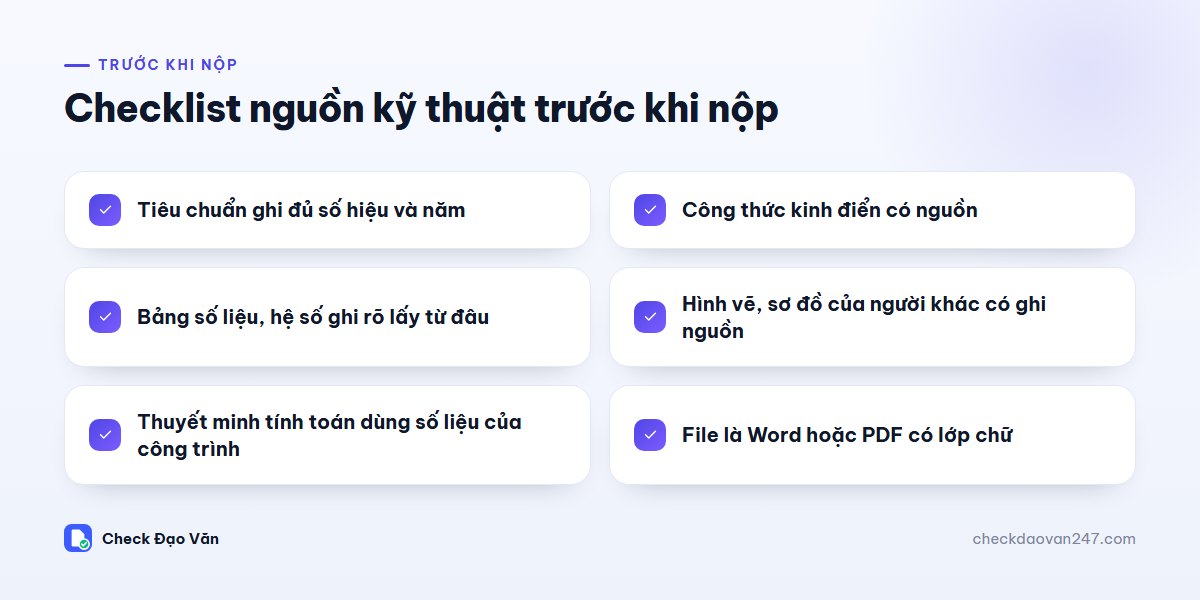 TRƯỚC KHI NỘP
Checklist nguồn kỹ thuật trước khi nộp
Tiêu chuẩn ghi đủ số hiệu và năm
Công thức kinh điển có nguồn
Bảng số liệu, hệ số ghi rõ lấy từ đâu
Hình vẽ, sơ đồ của người khác có ghi
nguồn
Thuyết minh tính toán dùng số liệu của
công trình
File là Word hoặc PDF có lớp chữ
Check Đạo Văn
checkdaovan247.com